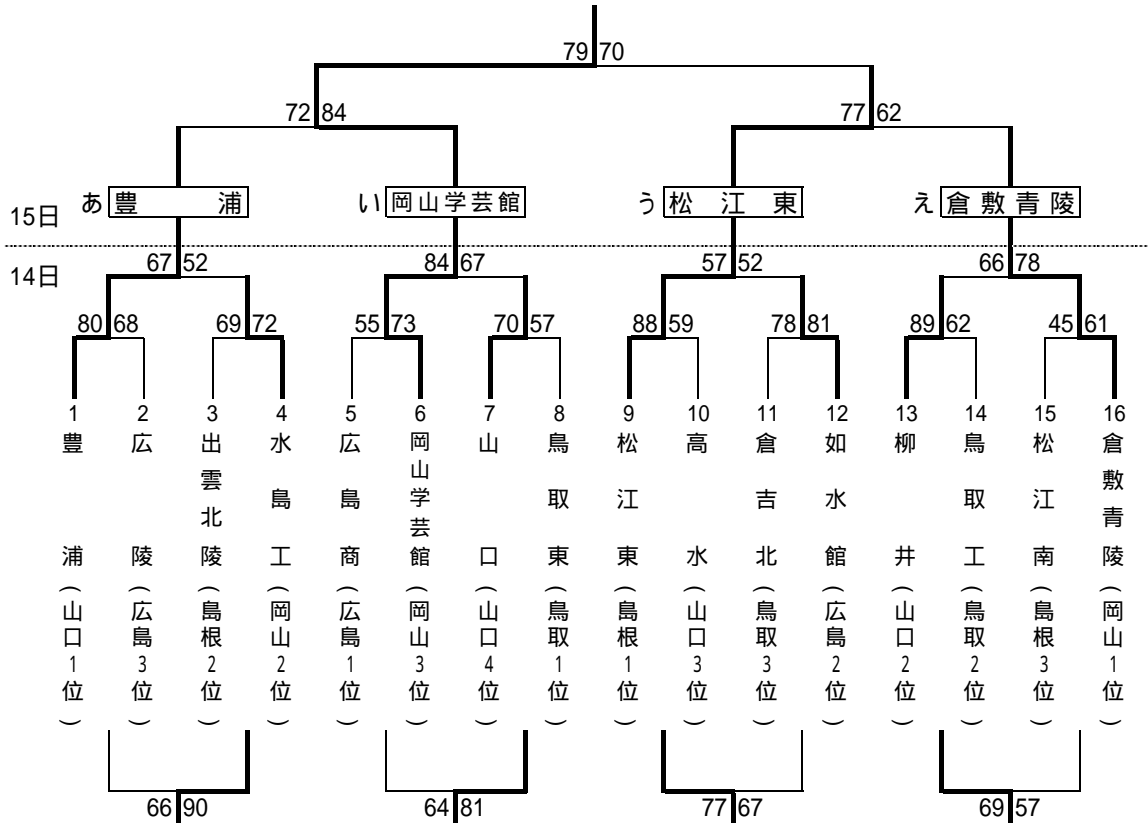 79 70
72 84
77 62
15日
あ 豊浦
い 岡山学芸館
う 松江東
え 倉敷青陵
14日
67 52
84 67
57 52
66 78
80 68
69 72
55 73
70 57
88 59
78 81
89 62
45 61
1 豊浦(山口1位)
2 広陵(広島3位)
3 出雲北陵(島根2位)
4 水島工(岡山2位)
5 広島商(広島1位)
6 岡山学芸館(岡山3位)
7 山口(山口4位)
8 鳥取東(鳥取1位)
9 松江東(島根1位)
10 高水(山口3位)
11 倉吉北(鳥取3位)
12 如水館(広島2位)
13 柳井(山口2位)
14 鳥取工(鳥取2位)
15 松江南(島根3位)
16 倉敷青陵(岡山1位)
66 90
64 81
77 67
69 57